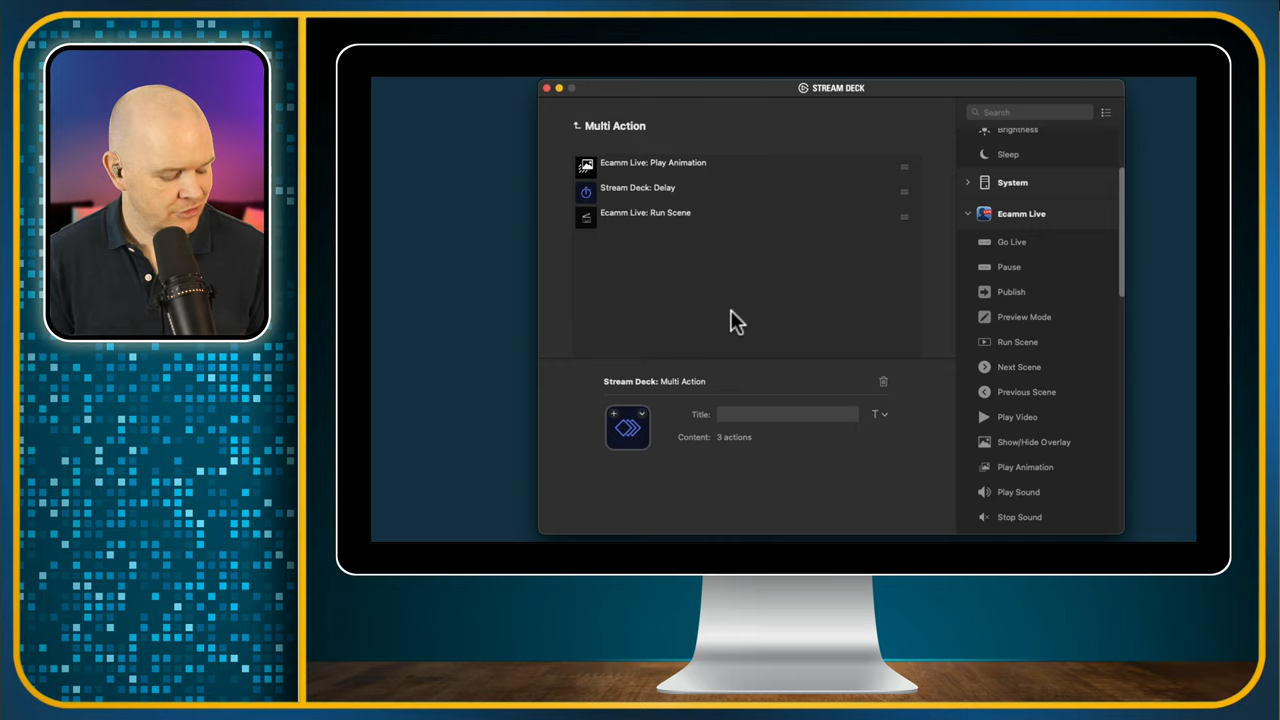 STREAM DECK
Multi Action
Ecamm Live: Play Animation
Stream Deck: Delay
Ecamm Live: Run Scene
Stream Deck: Multi Action
Title:
T
Content: 3 actions
Search
Brightness
Sleep
System
Ecamm Live
Go Live
Pause
Publish
Preview Mode
Run Scene
Next Scene
Previous Scene
Play Video
Show/Hide Overlay
Play Animation
Play Sound
Stop Sound